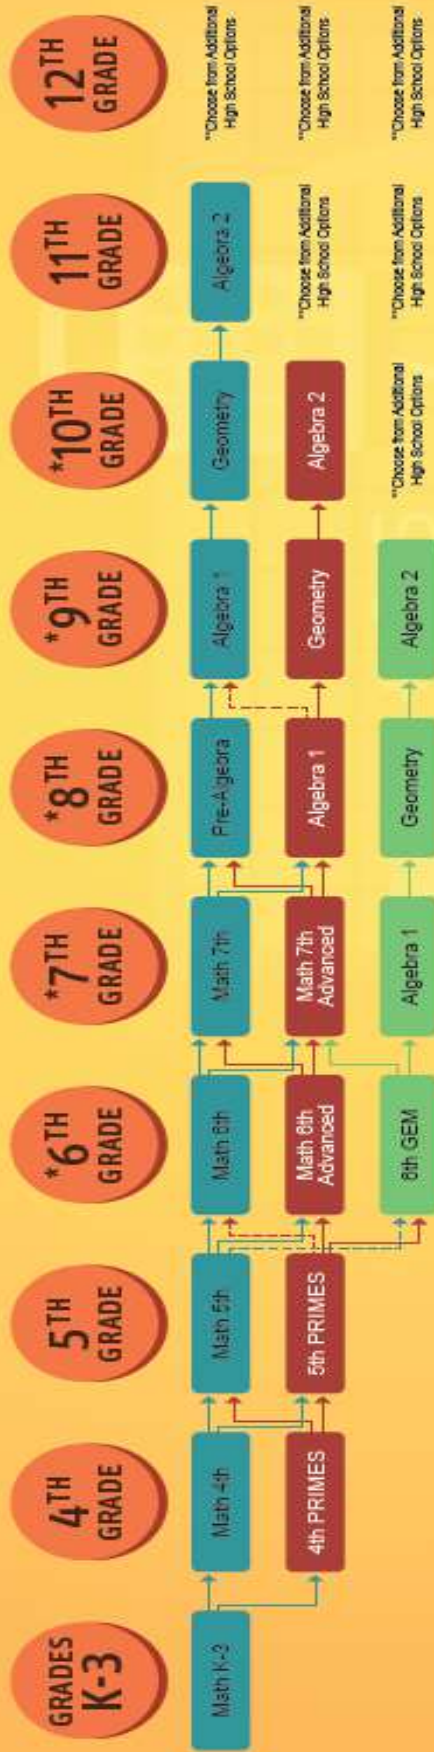 GRADES
K-3
4TH
GRADE
5TH
GRADE
*6TH
GRADE
*7TH
GRADE
*8TH
GRADE
*9TH
GRADE
*10TH
GRADE
11TH
GRADE
12TH
GRADE
Math K-3
Math 4th
Math 5th
Math 6th
Math 7th
Pre-Algebra
Algebra 1
Geometry
Algebra 2
**Choose from Additional
High School Options
4th PRIMES
5th PRIMES
Math 6th
Advanced
Math 7th
Advanced
Algebra 1
Geometry
Algebra 2
**Choose from Additional
High School Options
**Choose from Additional
High School Options
6th GEM
Algebra 1
Geometry
Algebra 2
**Choose from Additional
High School Options
**Choose from Additional
High School Options
**Choose from Additional
High School Options